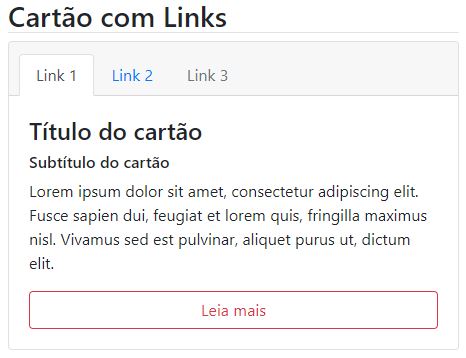 Cartão com Links
Link 1 Link 2 Link 3
Título do cartão
Subtítulo do cartão
Lorem ipsum dolor sit amet, consectetur adipiscing elit.
Fusce sapien dui, feugiat et lorem quis, fringilla maximus
nisl. Vivamus sed est pulvinar, aliquet purus ut, dictum
elit.
Leia mais